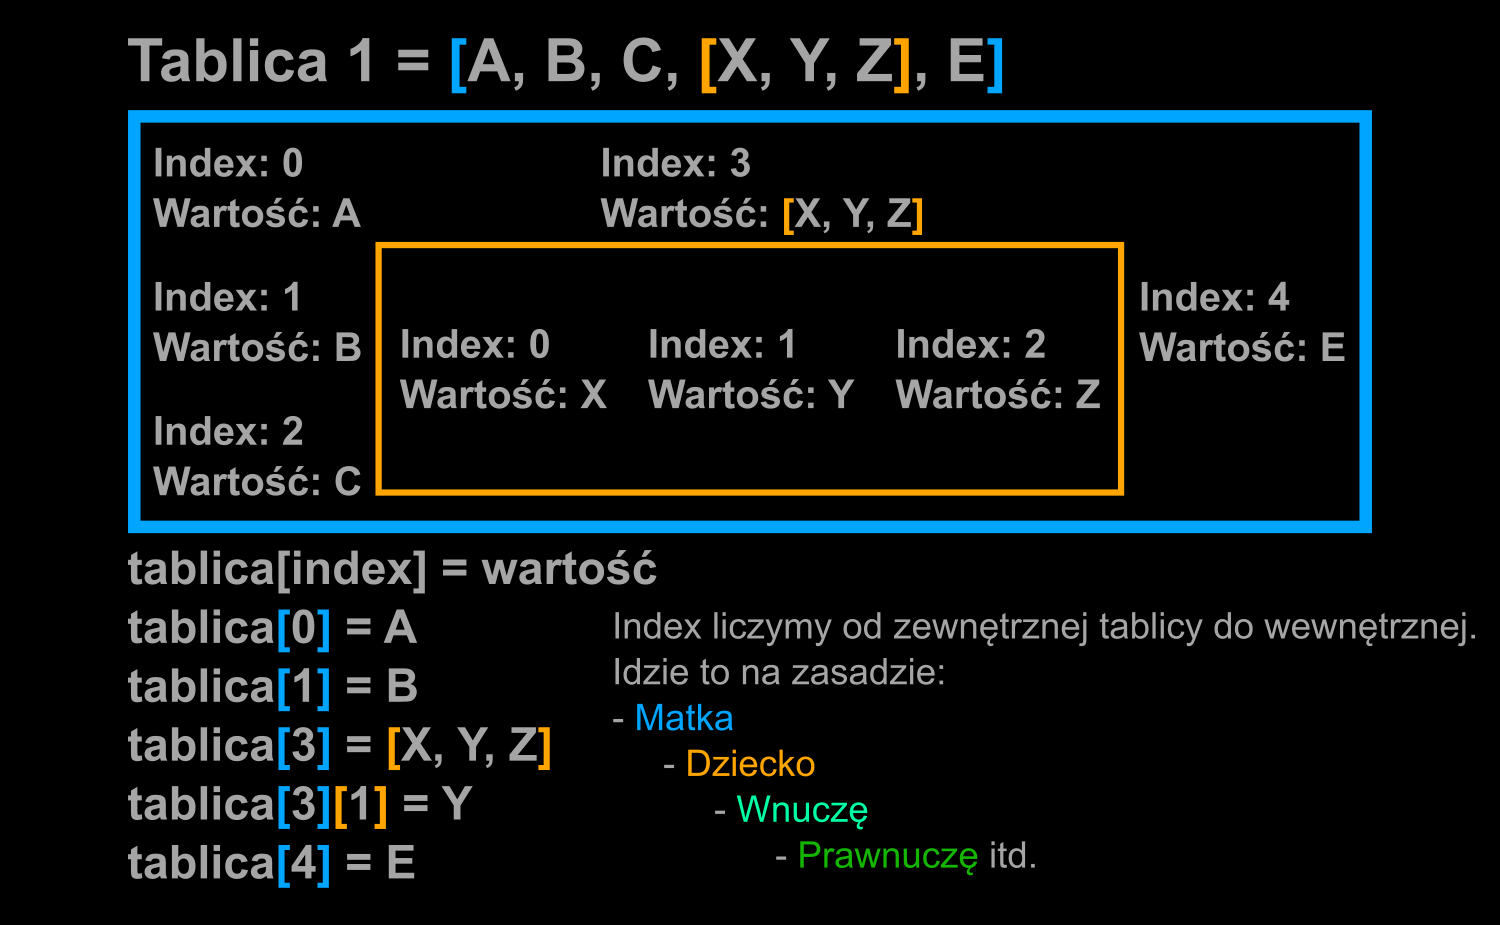 Tablica 1 = [A, B, C, [X, Y, Z], E]
Index: 0
Wartość: A
Index: 1
Wartość: B
Index: 2
Wartość: C
Index: 3
Wartość: [X, Y, Z]
Index: 0
Wartość: X
Index: 1
Wartość: Y
Index: 2
Wartość: Z
Index: 4
Wartość: E
tablica[index] = wartość
tablica[0] = A
tablica[1] = B
tablica[3] = [X, Y, Z]
tablica[3][1] = Y
tablica[4] = E
Index liczymy od zewnętrznej tablicy do wewnętrznej.
Idzie to na zasadzie:
- Matka
- Dziecko
- Wnuczę
- Prawnuczę itd.